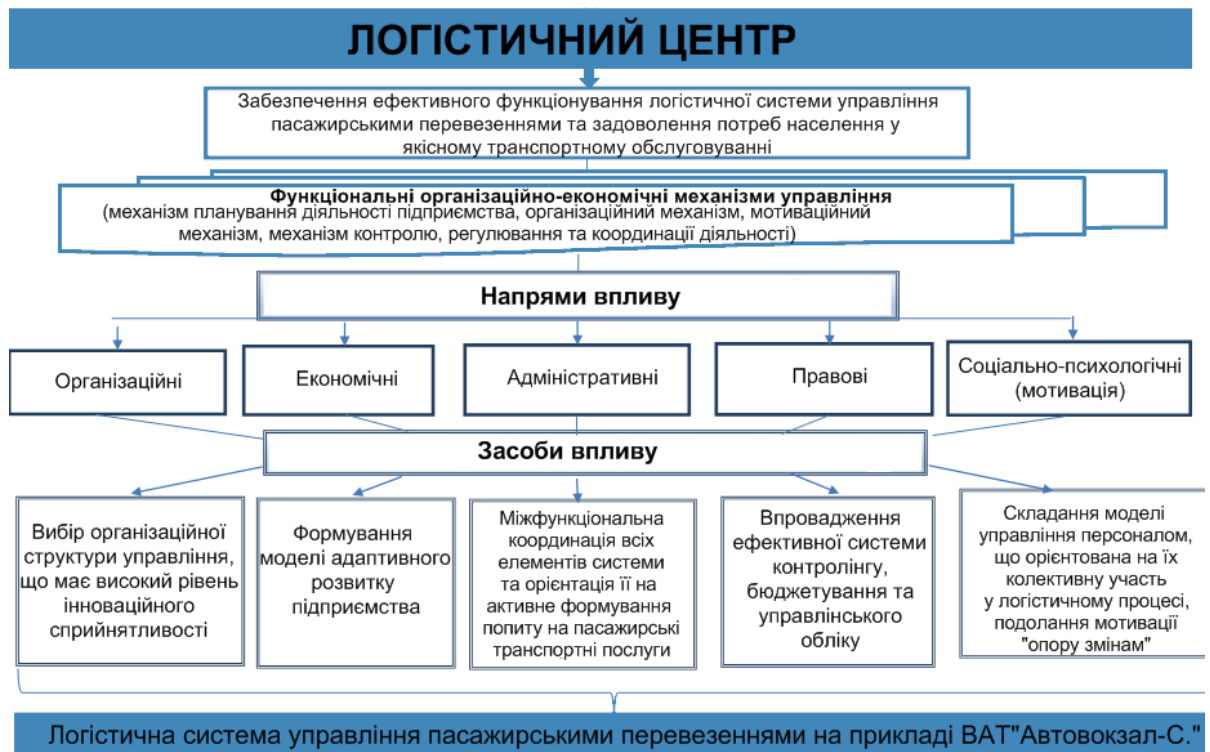 ЛОГІСТИЧНИЙ ЦЕНТР
Забезпечення ефективного функціонування логістичної системи управління
пасажирськими перевезеннями та задоволення потреб населення у
якісному транспортному обслуговуванні
Функціональні організаційно-економічні механізми управління
(механізм планування діяльності підприємства, організаційний механізм, мотиваційний
механізм, механізм контролю, регулювання та координації діяльності)
Напрями впливу
Організаційні
Економічні
Адміністративні
Правові
Соціально-психологічні
(мотивація)
Засоби впливу
Вибір організаційної
структури управління,
що має високий рівень
інноваційного
сприйнятливості
Формування
моделі адаптивного
розвитку
підприємства
Міжфункціональна
координація всіх
елементів системи
та орієнтація її на
активне формування
попиту на пасажирські
транспортні послуги
Впровадження
ефективної системи
контролінгу,
бюджетування та
управлінського
обліку
Складання моделі
управління персоналом,
що орієнтована на їх
колективну участь
у логістичному процесі,
подолання мотивації
"опору змінам"
Логістична система управління пасажирськими перевезеннями на прикладі ВАТ"Автовокзал-С."